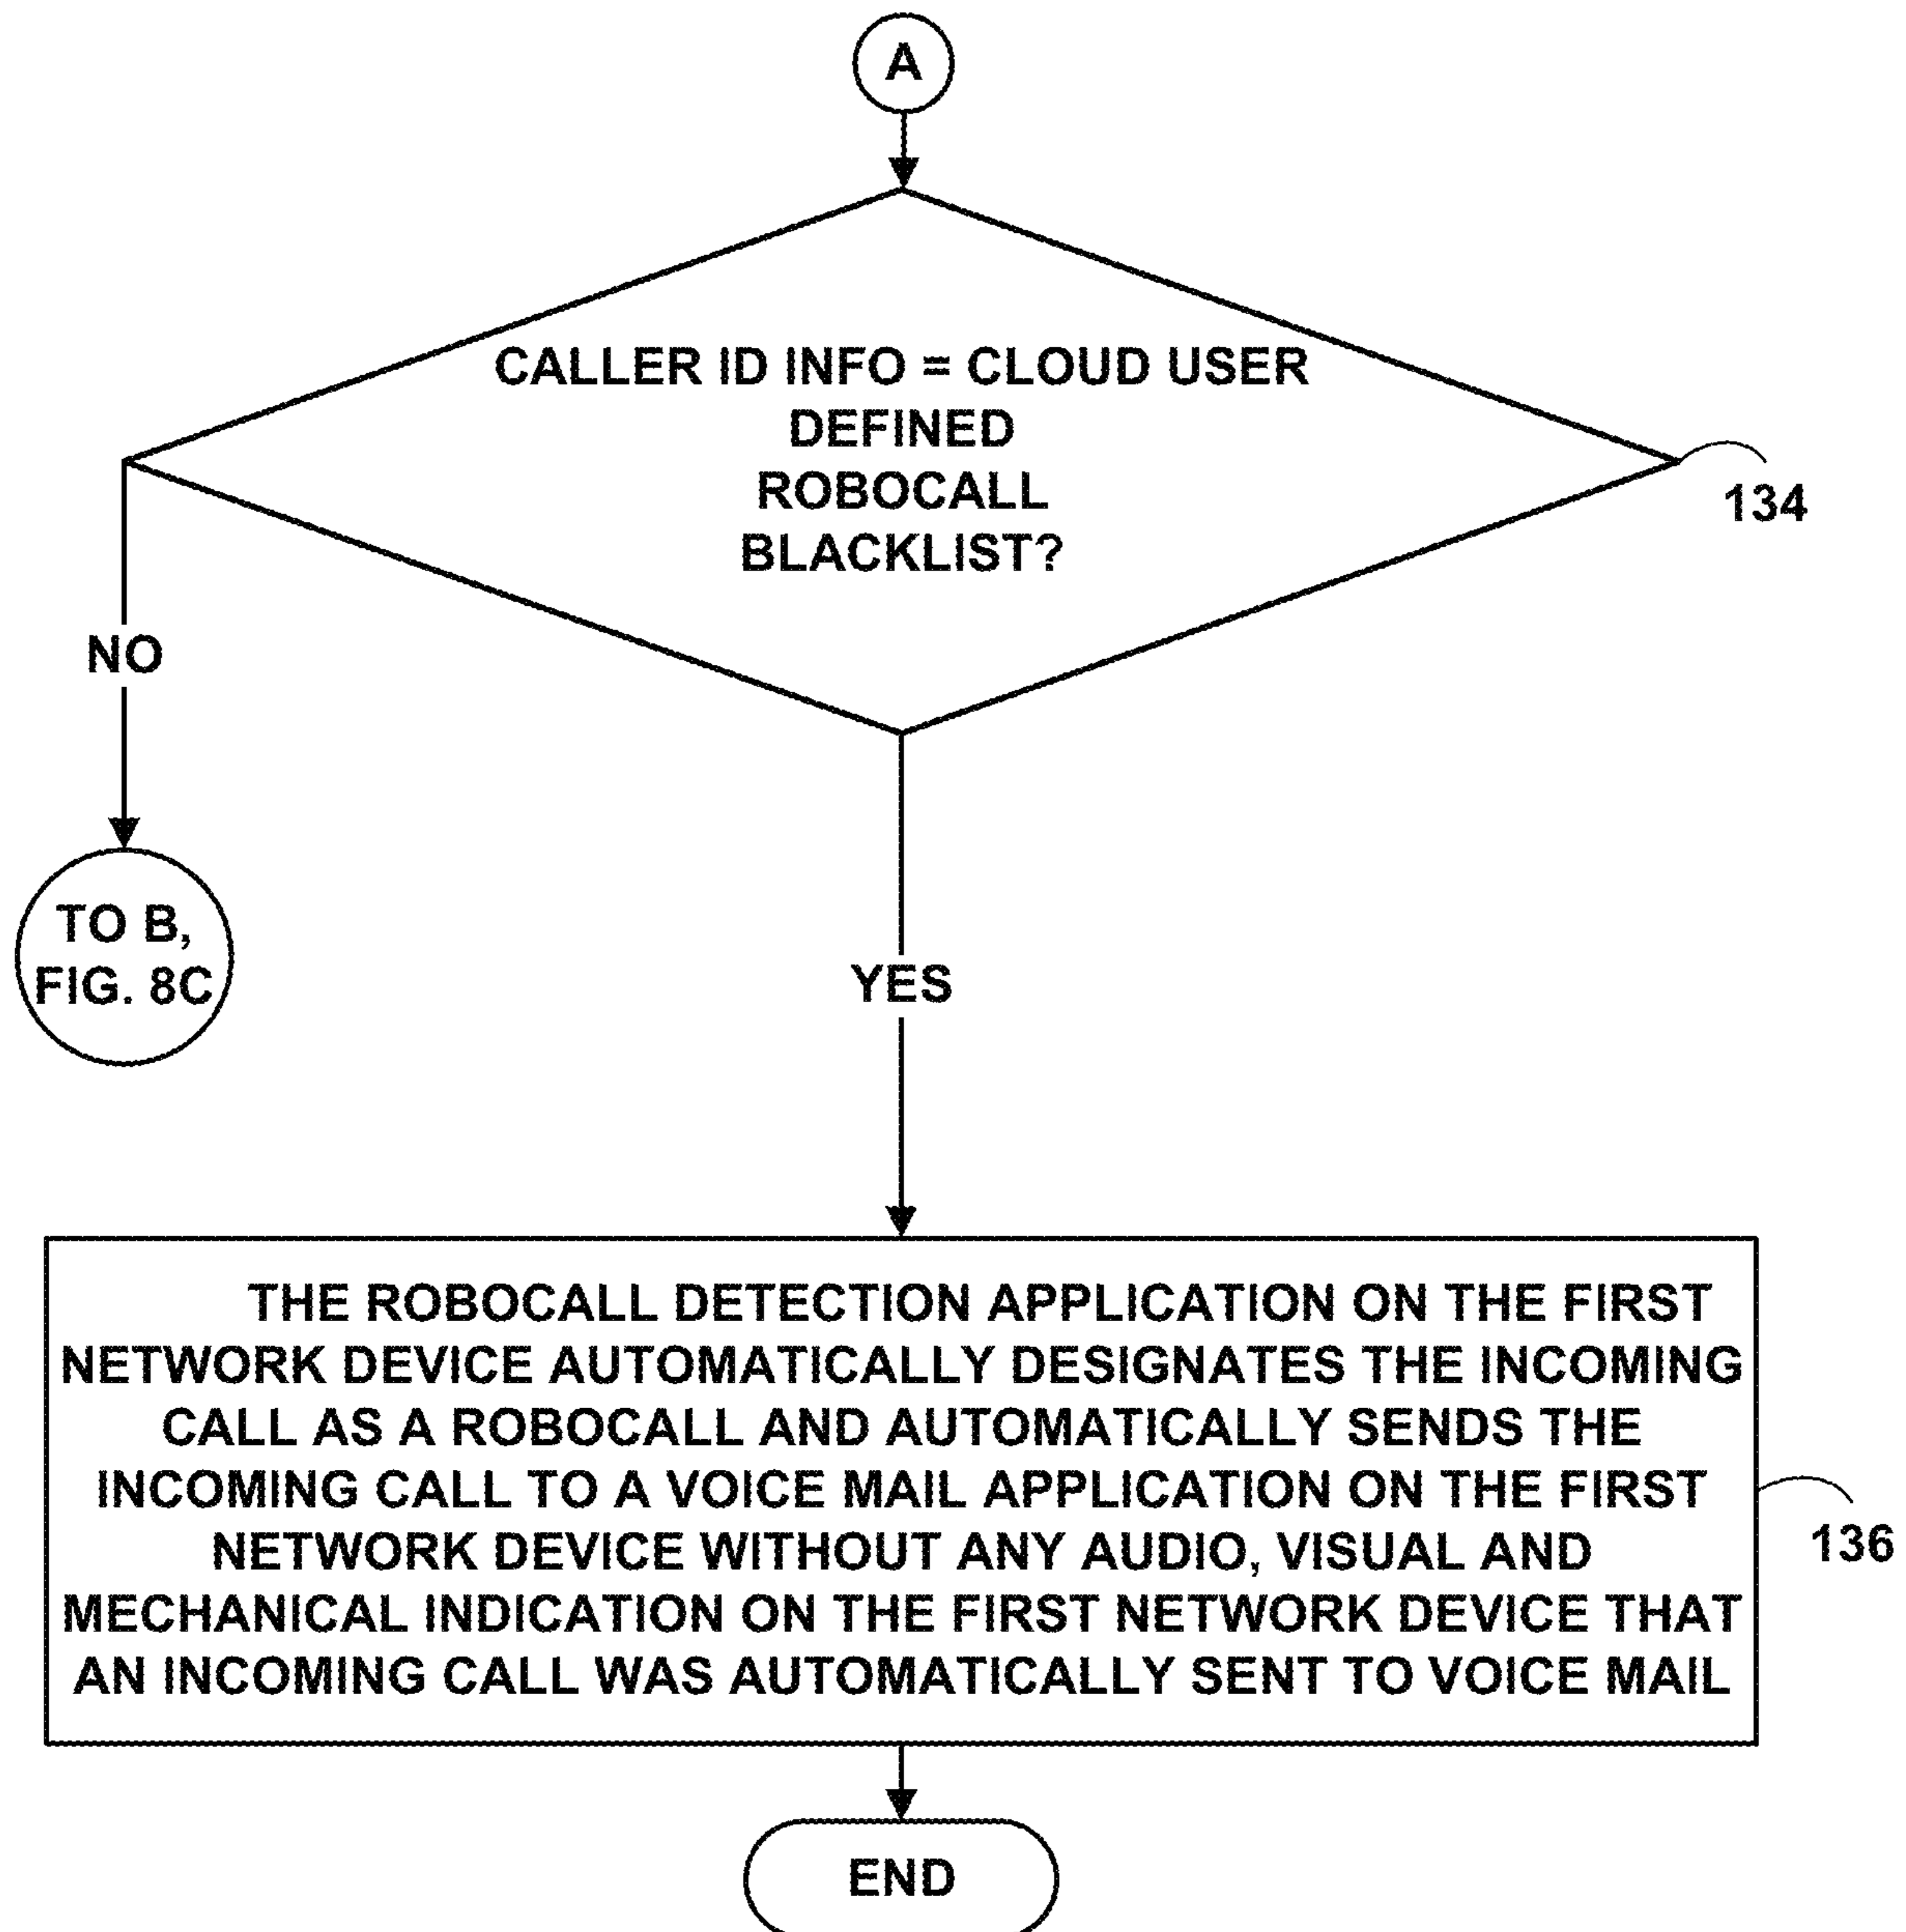 A
CALLER ID INFO = CLOUD USER
DEFINED
ROBOCALL
BLACKLIST?
134
NO
TO B,
FIG. 8C
YES
THE ROBOCALL DETECTION APPLICATION ON THE FIRST
NETWORK DEVICE AUTOMATICALLY DESIGNATES THE INCOMING
CALL AS A ROBOCALL AND AUTOMATICALLY SENDS THE
INCOMING CALL TO A VOICE MAIL APPLICATION ON THE FIRST
NETWORK DEVICE WITHOUT ANY AUDIO, VISUAL AND
MECHANICAL INDICATION ON THE FIRST NETWORK DEVICE THAT
AN INCOMING CALL WAS AUTOMATICALLY SENT TO VOICE MAIL
136
END